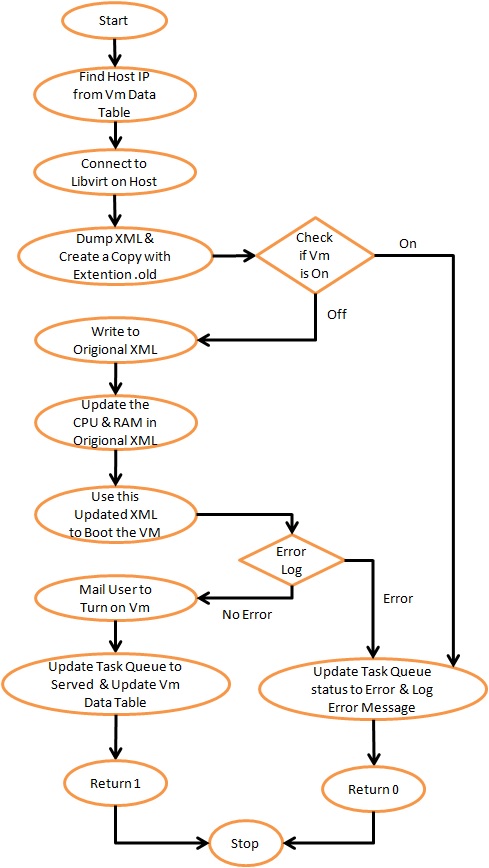 Start
Find Host IP
from Vm Data
Table
Connect to
Libvirt on Host
Dump XML &
Create a Copy with
Extention .old
Check
if Vm
is On
On
Off
Write to
Origional XML
Update the
CPU & RAM in
Origional XML
Use this
Updated XML
to Boot the VM
Error
Log
Mail User to
Turn on Vm
No Error
Error
Update Task Queue to
Served & Update Vm
Data Table
Update Task Queue
status to Error & Log
Error Message
Return 1
Return 0
Stop